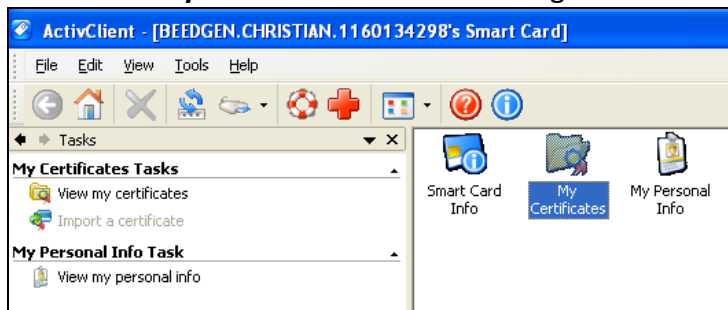 ActivClient - [BEEDGEN.CHRISTIAN.1160134298's Smart Card]
File Edit View Tools Help
Tasks
My Certificates Tasks
View my certificates
Import a certificate
My Personal Info Task
View my personal info
Smart Card Info
My Certificates
My Personal Info